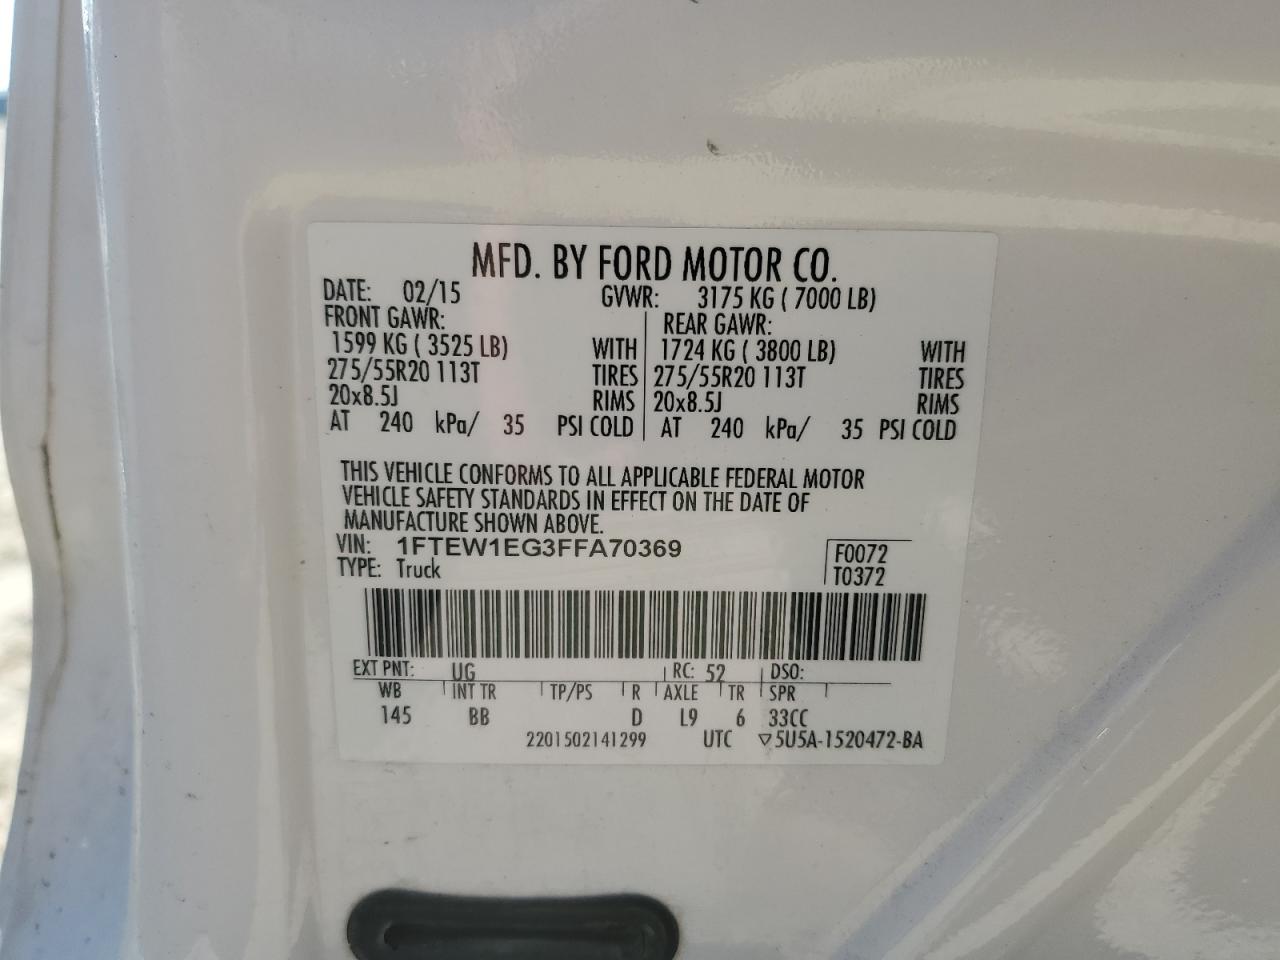 MFD. BY FORD MOTOR CO.
DATE: 02/15 GVWR: 3175 KG ( 7000 LB)
FRONT GAWR: REAR GAWR:
1599 KG ( 3525 LB) WITH 1724 KG ( 3800 LB) WITH
275/55R20 113T TIRES 275/55R20 113T TIRES
20x8.5J RIMS 20x8.5J RIMS
AT 240 kPa/ 35 PSI COLD AT 240 kPa/ 35 PSI COLD
THIS VEHICLE CONFORMS TO ALL APPLICABLE FEDERAL MOTOR
VEHICLE SAFETY STANDARDS IN EFFECT ON THE DATE OF
MANUFACTURE SHOWN ABOVE.
VIN: 1FTEW1EG3FFA70369 F0072
TYPE: Truck T0372
EXT PNT: UG RC: 52 DSO:
WB INT TR TP/PS R AXLE TR SPR
145 BB D L9 6 33CC
2201502141299 UTC ▽5U5A-1520472-BA